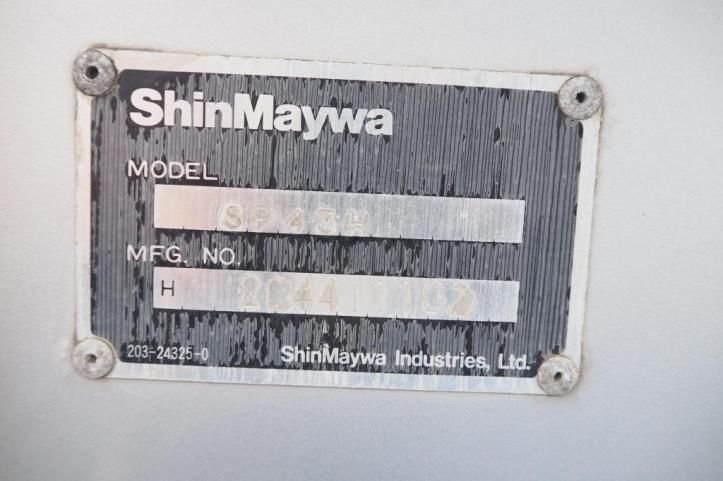 ShinMaywa
MODEL
SP43H
MFG. NO.
H
203-24325-0 ShinMaywa Industries, Ltd.